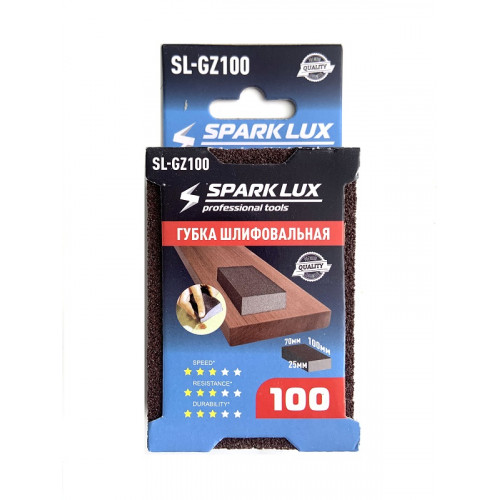 SL-GZ100
QUALITY
SPARK LUX
SL-GZ100
SPARK LUX
professional tools
ГУБКА ШЛИФОВАЛЬНАЯ
QUALITY
70мм
100мм
25мм
SPEED*
RESISTANCE*
DURABILITY*
100